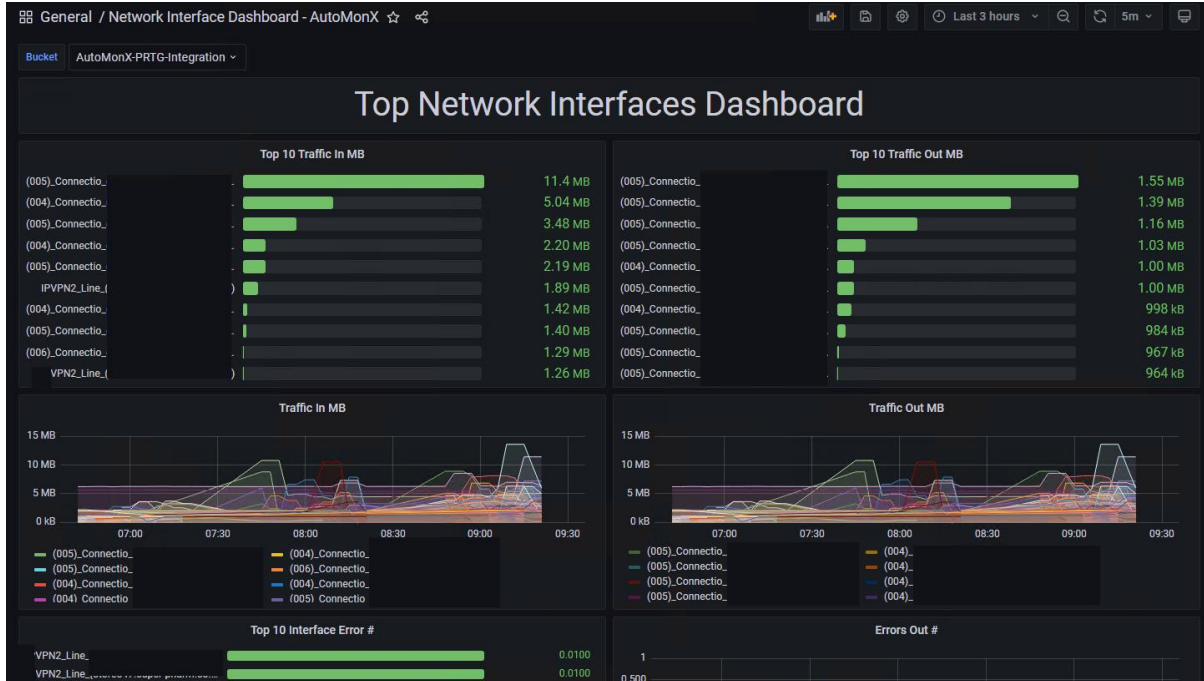 General / Network Interface Dashboard - AutoMonX
Last 3 hours
5m
Bucket AutoMonX-PRTG-Integration
Top Network Interfaces Dashboard
Top 10 Traffic In MB
(005)_Connectio_ 11.4 MB
(004)_Connectio_ 5.04 MB
(005)_Connectio_ 3.48 MB
(004)_Connectio_ 2.20 MB
(005)_Connectio_ 2.19 MB
IPVPN2_Line_( ) 1.89 MB
(004)_Connectio_ 1.42 MB
(005)_Connectio_ 1.40 MB
(006)_Connectio_ 1.29 MB
VPN2_Line_( ) 1.26 MB
Top 10 Traffic Out MB
(005)_Connectio_ 1.55 MB
(005)_Connectio_ 1.39 MB
(005)_Connectio_ 1.16 MB
(005)_Connectio_ 1.03 MB
(004)_Connectio_ 1.00 MB
(005)_Connectio_ 1.00 MB
(004)_Connectio_ 998 kB
(005)_Connectio_ 984 kB
(005)_Connectio_ 967 kB
(005)_Connectio_ 964 kB
Traffic In MB
15 MB
10 MB
5 MB
0 kB
07:00 07:30 08:00 08:30 09:00 09:30
(005)_Connectio_ (004)_Connectio_
(005)_Connectio_ (006)_Connectio_
(004)_Connectio_ (004)_Connectio_
(004)_Connectio (005)_Connectio
Traffic Out MB
15 MB
10 MB
5 MB
0 kB
07:00 07:30 08:00 08:30 09:00 09:30
(005)_Connectio_ (004)_
(005)_Connectio_ (004)_
(005)_Connectio_ (004)_
(005)_Connectio_ (004)_
Top 10 Interface Error #
VPN2_Line_ 0.0100
VPN2_Line_ 0.0100
Errors Out #
1
0.500